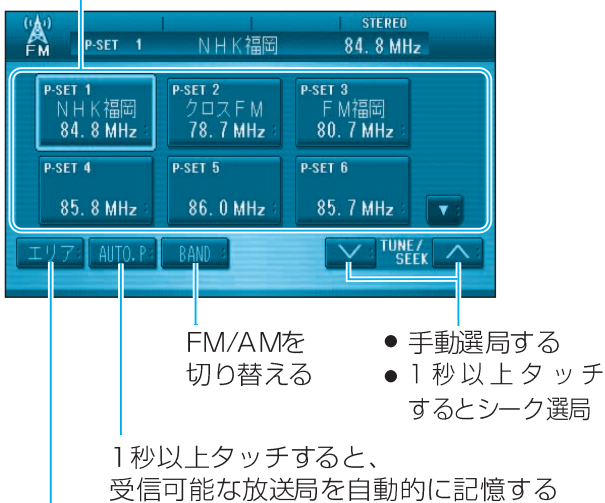 STEREO
FM P-SET 1 NHK福岡 84.8 MHz
P-SET 1 P-SET 2 P-SET 3
NHK福岡 クロスFM FM福岡
84.8 MHz 78.7 MHz 80.7 MHz
P-SET 4 P-SET 5 P-SET 6
85.8 MHz 86.0 MHz 85.7 MHz
エリア AUTO.P BAND TUNE/
SEEK
FM/AMを
切り替える
● 手動選局する
● 1秒以上タッチ
するとシーク選局
1秒以上タッチすると、
受信可能な放送局を自動的に記憶する